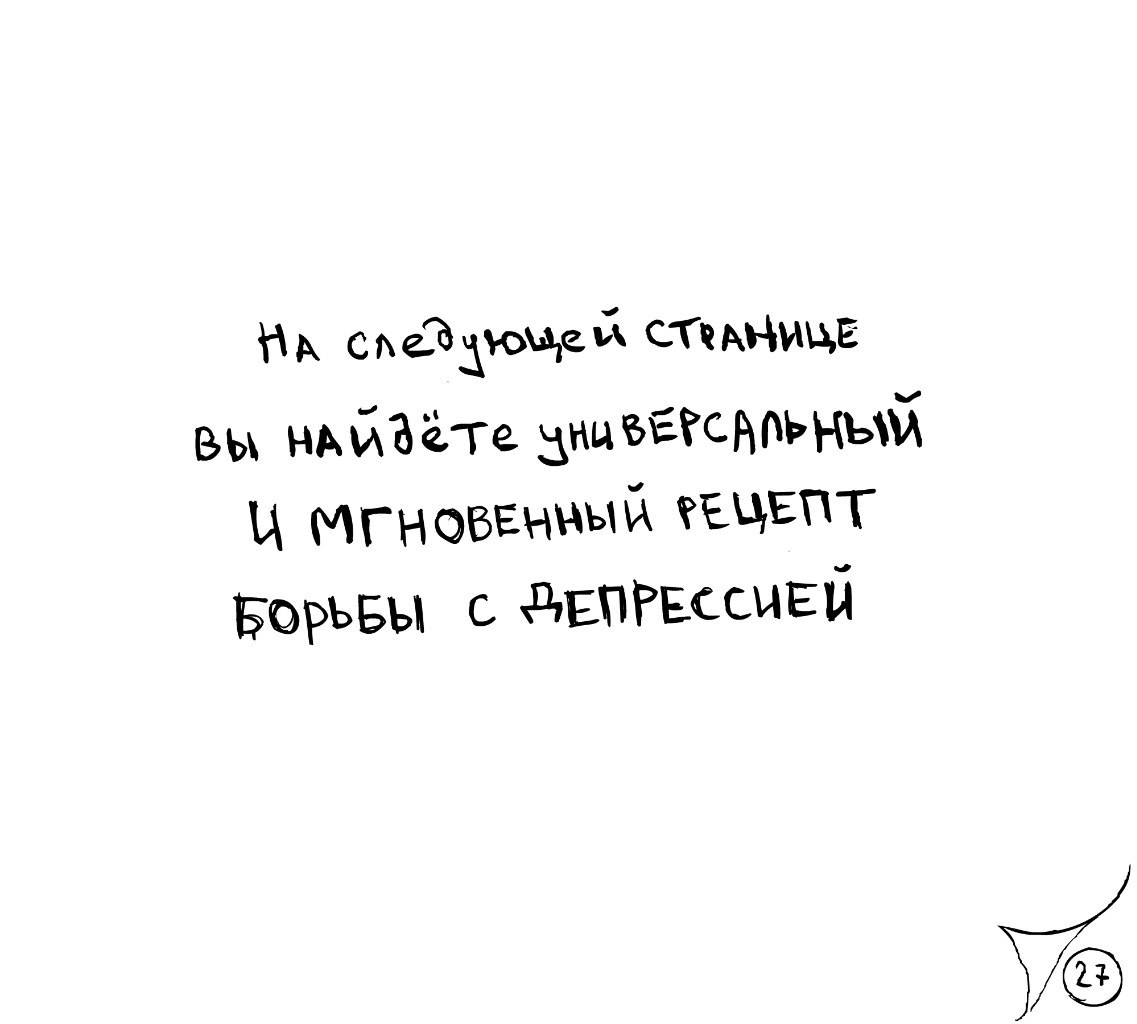 На следующей странице
вы найдёте универсальный
и мгновенный рецепт
борьбы с депрессией
27